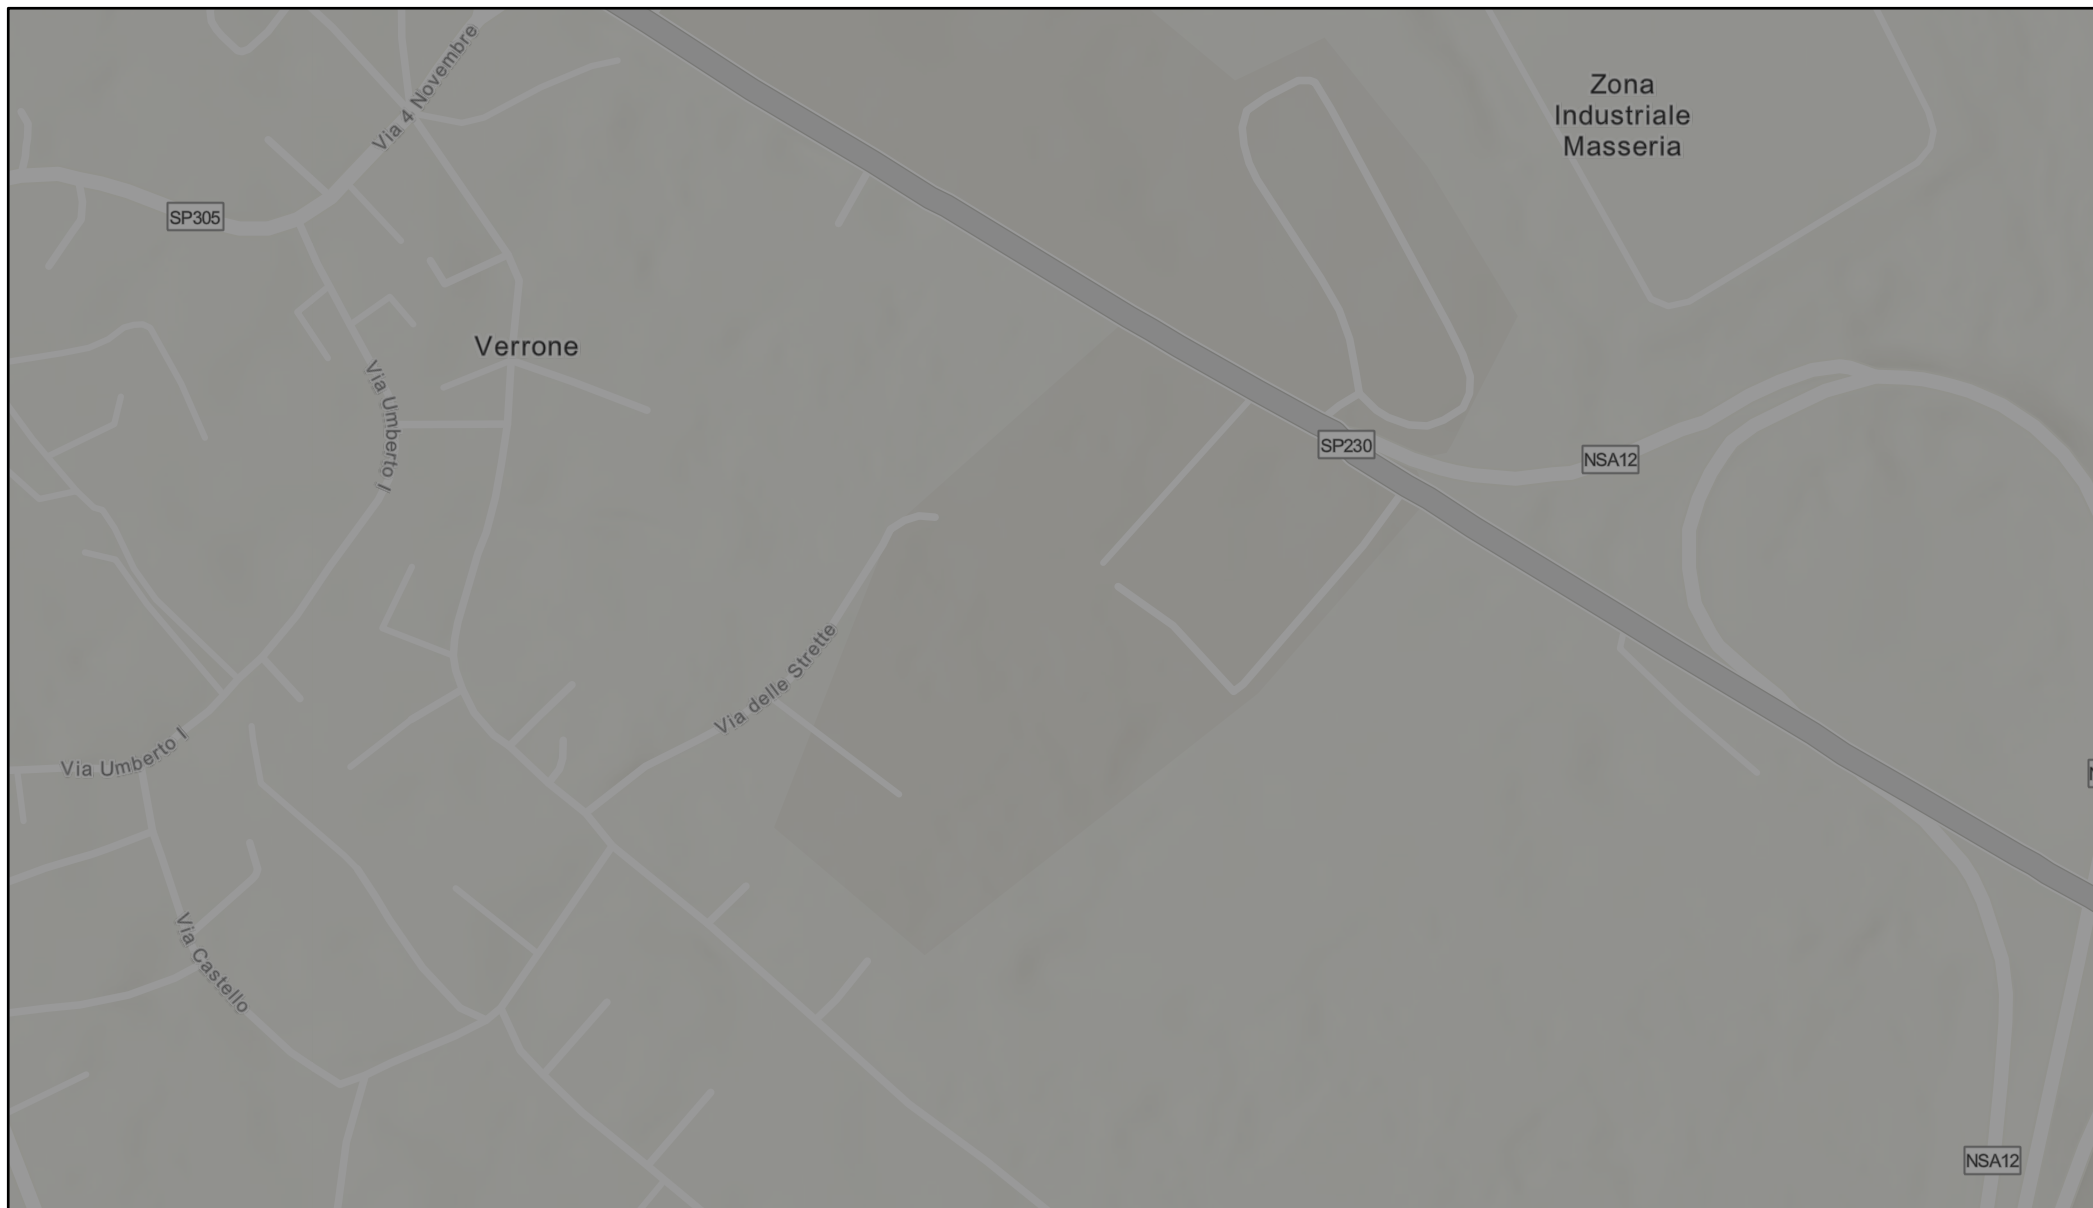 Via 4 Novembre
Zona
Industriale
Masseria
SP305
Verrone
Via Umberto I
SP230
NSA12
Via delle Strette
Via Umberto I
Via Castello
NSA12